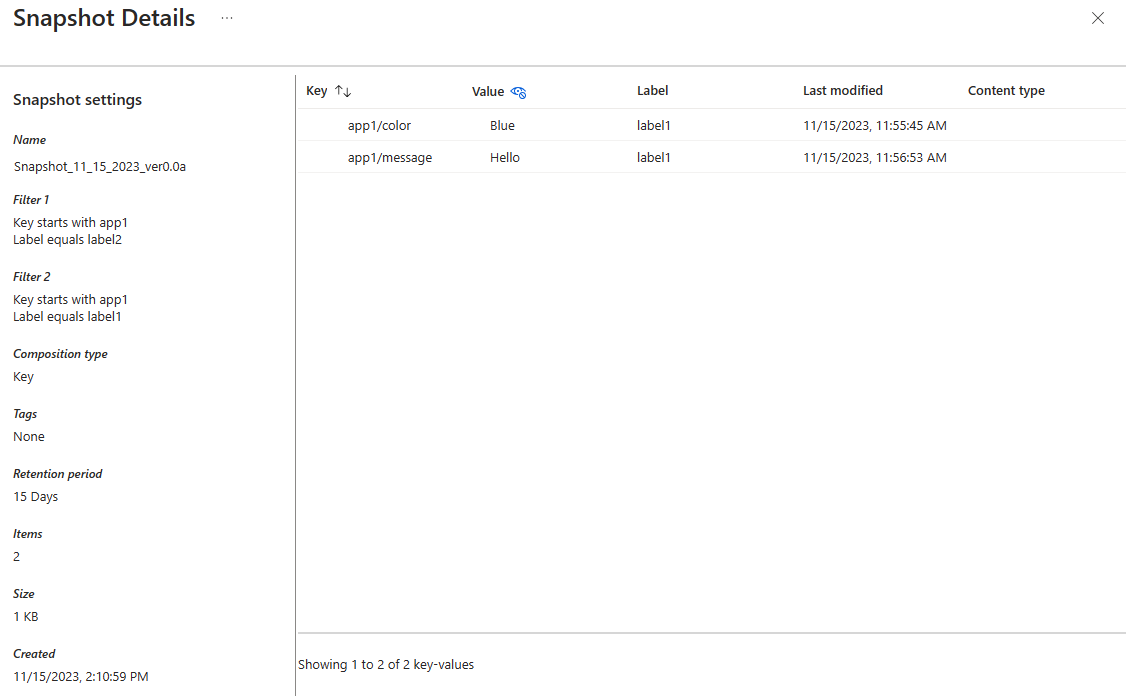 Snapshot Details ...
Snapshot settings
Name
Snapshot_11_15_2023_ver0.0a
Filter 1
Key starts with app1
Label equals label2
Filter 2
Key starts with app1
Label equals label1
Composition type
Key
Tags
None
Retention period
15 Days
Items
2
Size
1 KB
Created
11/15/2023, 2:10:59 PM
Key Value Label Last modified Content type
app1/color Blue label1 11/15/2023, 11:55:45 AM
app1/message Hello label1 11/15/2023, 11:56:53 AM
Showing 1 to 2 of 2 key-values